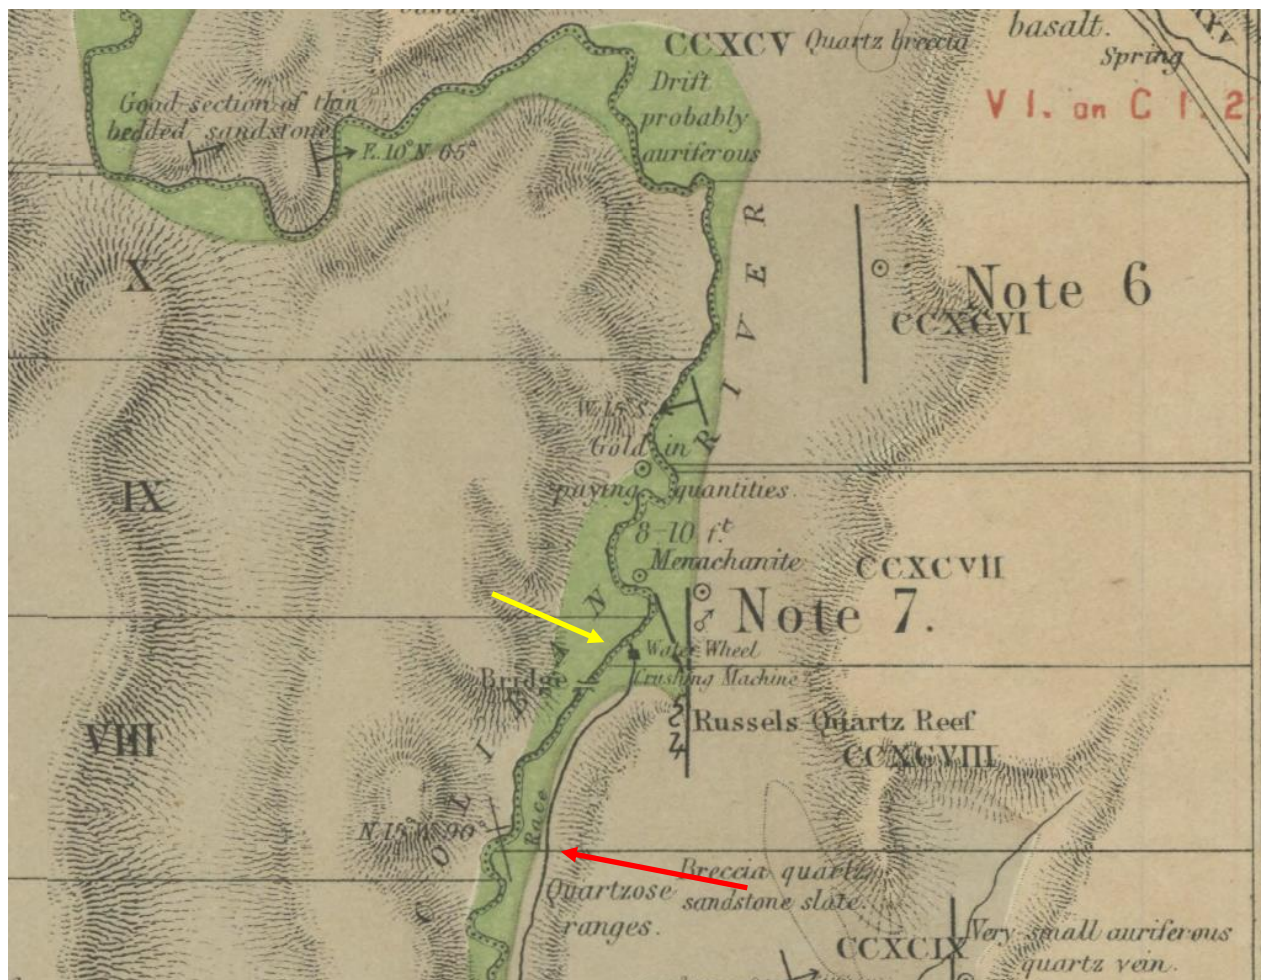 basalt.
CCXCV Quartz breccia
Spring
Drift
probably
auriferous
V 1. an C 1. 2
Good section of thin
bedded sandstone
E. 10° N. 65°
X
Note 6
CCXCVI
RIVER
W. 15° S.
Gold in
paying quantities.
IX
8-10 f.t
Menachanite
CCXCVII
Note 7.
Water Wheel
Crushing Machine
Bridge
Russels Quartz Reef
VIII
CCXCVIII
Race
N. 15° W. 90°
COLIBAN
Breccia quartz
sandstone slate.
Quartzose
ranges.
CCXCIX
Very small auriferous
quartz vein.